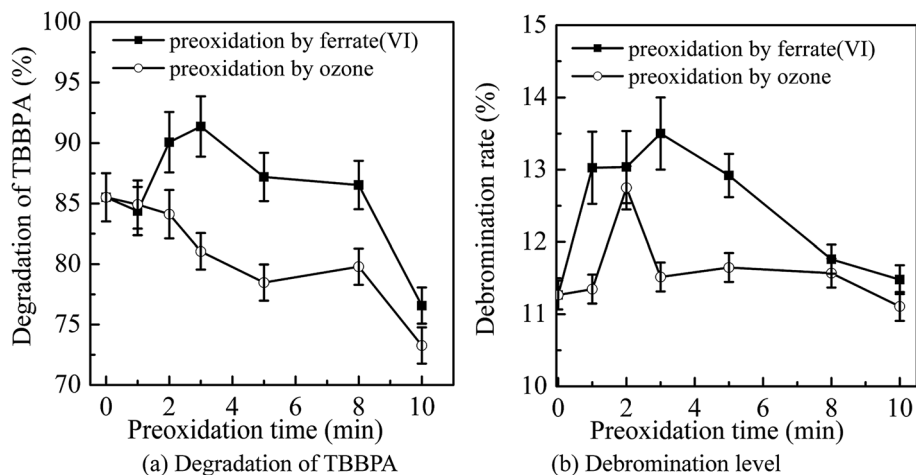 100
95
90
85
80
75
70
Degradation of TBBPA (%)
preoxidation by ferrate(VI)
preoxidation by ozone
0 2 4 6 8 10
Preoxidation time (min)
(a) Degradation of TBBPA
15
14
13
12
11
10
Debromination rate (%)
preoxidation by ferrate(VI)
preoxidation by ozone
0 2 4 6 8 10
Preoxidation time (min)
(b) Debromination level